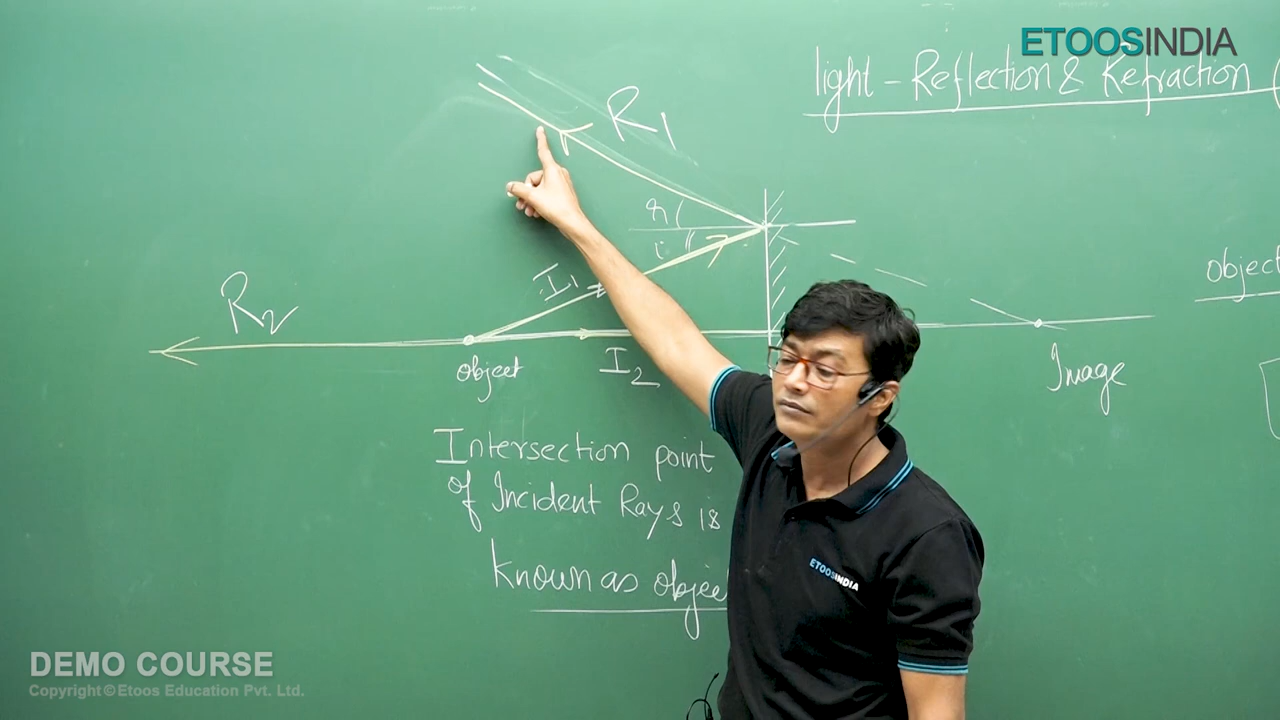 ETOOSINDIA
light - Reflection & Refraction (
R1
r
i
I1
object
R2
I2
object
Image
Intersection point
of Incident Rays is
known as objec
ETOOSINDIA
DEMO COURSE
Copyright © Etoos Education Pvt. Ltd.